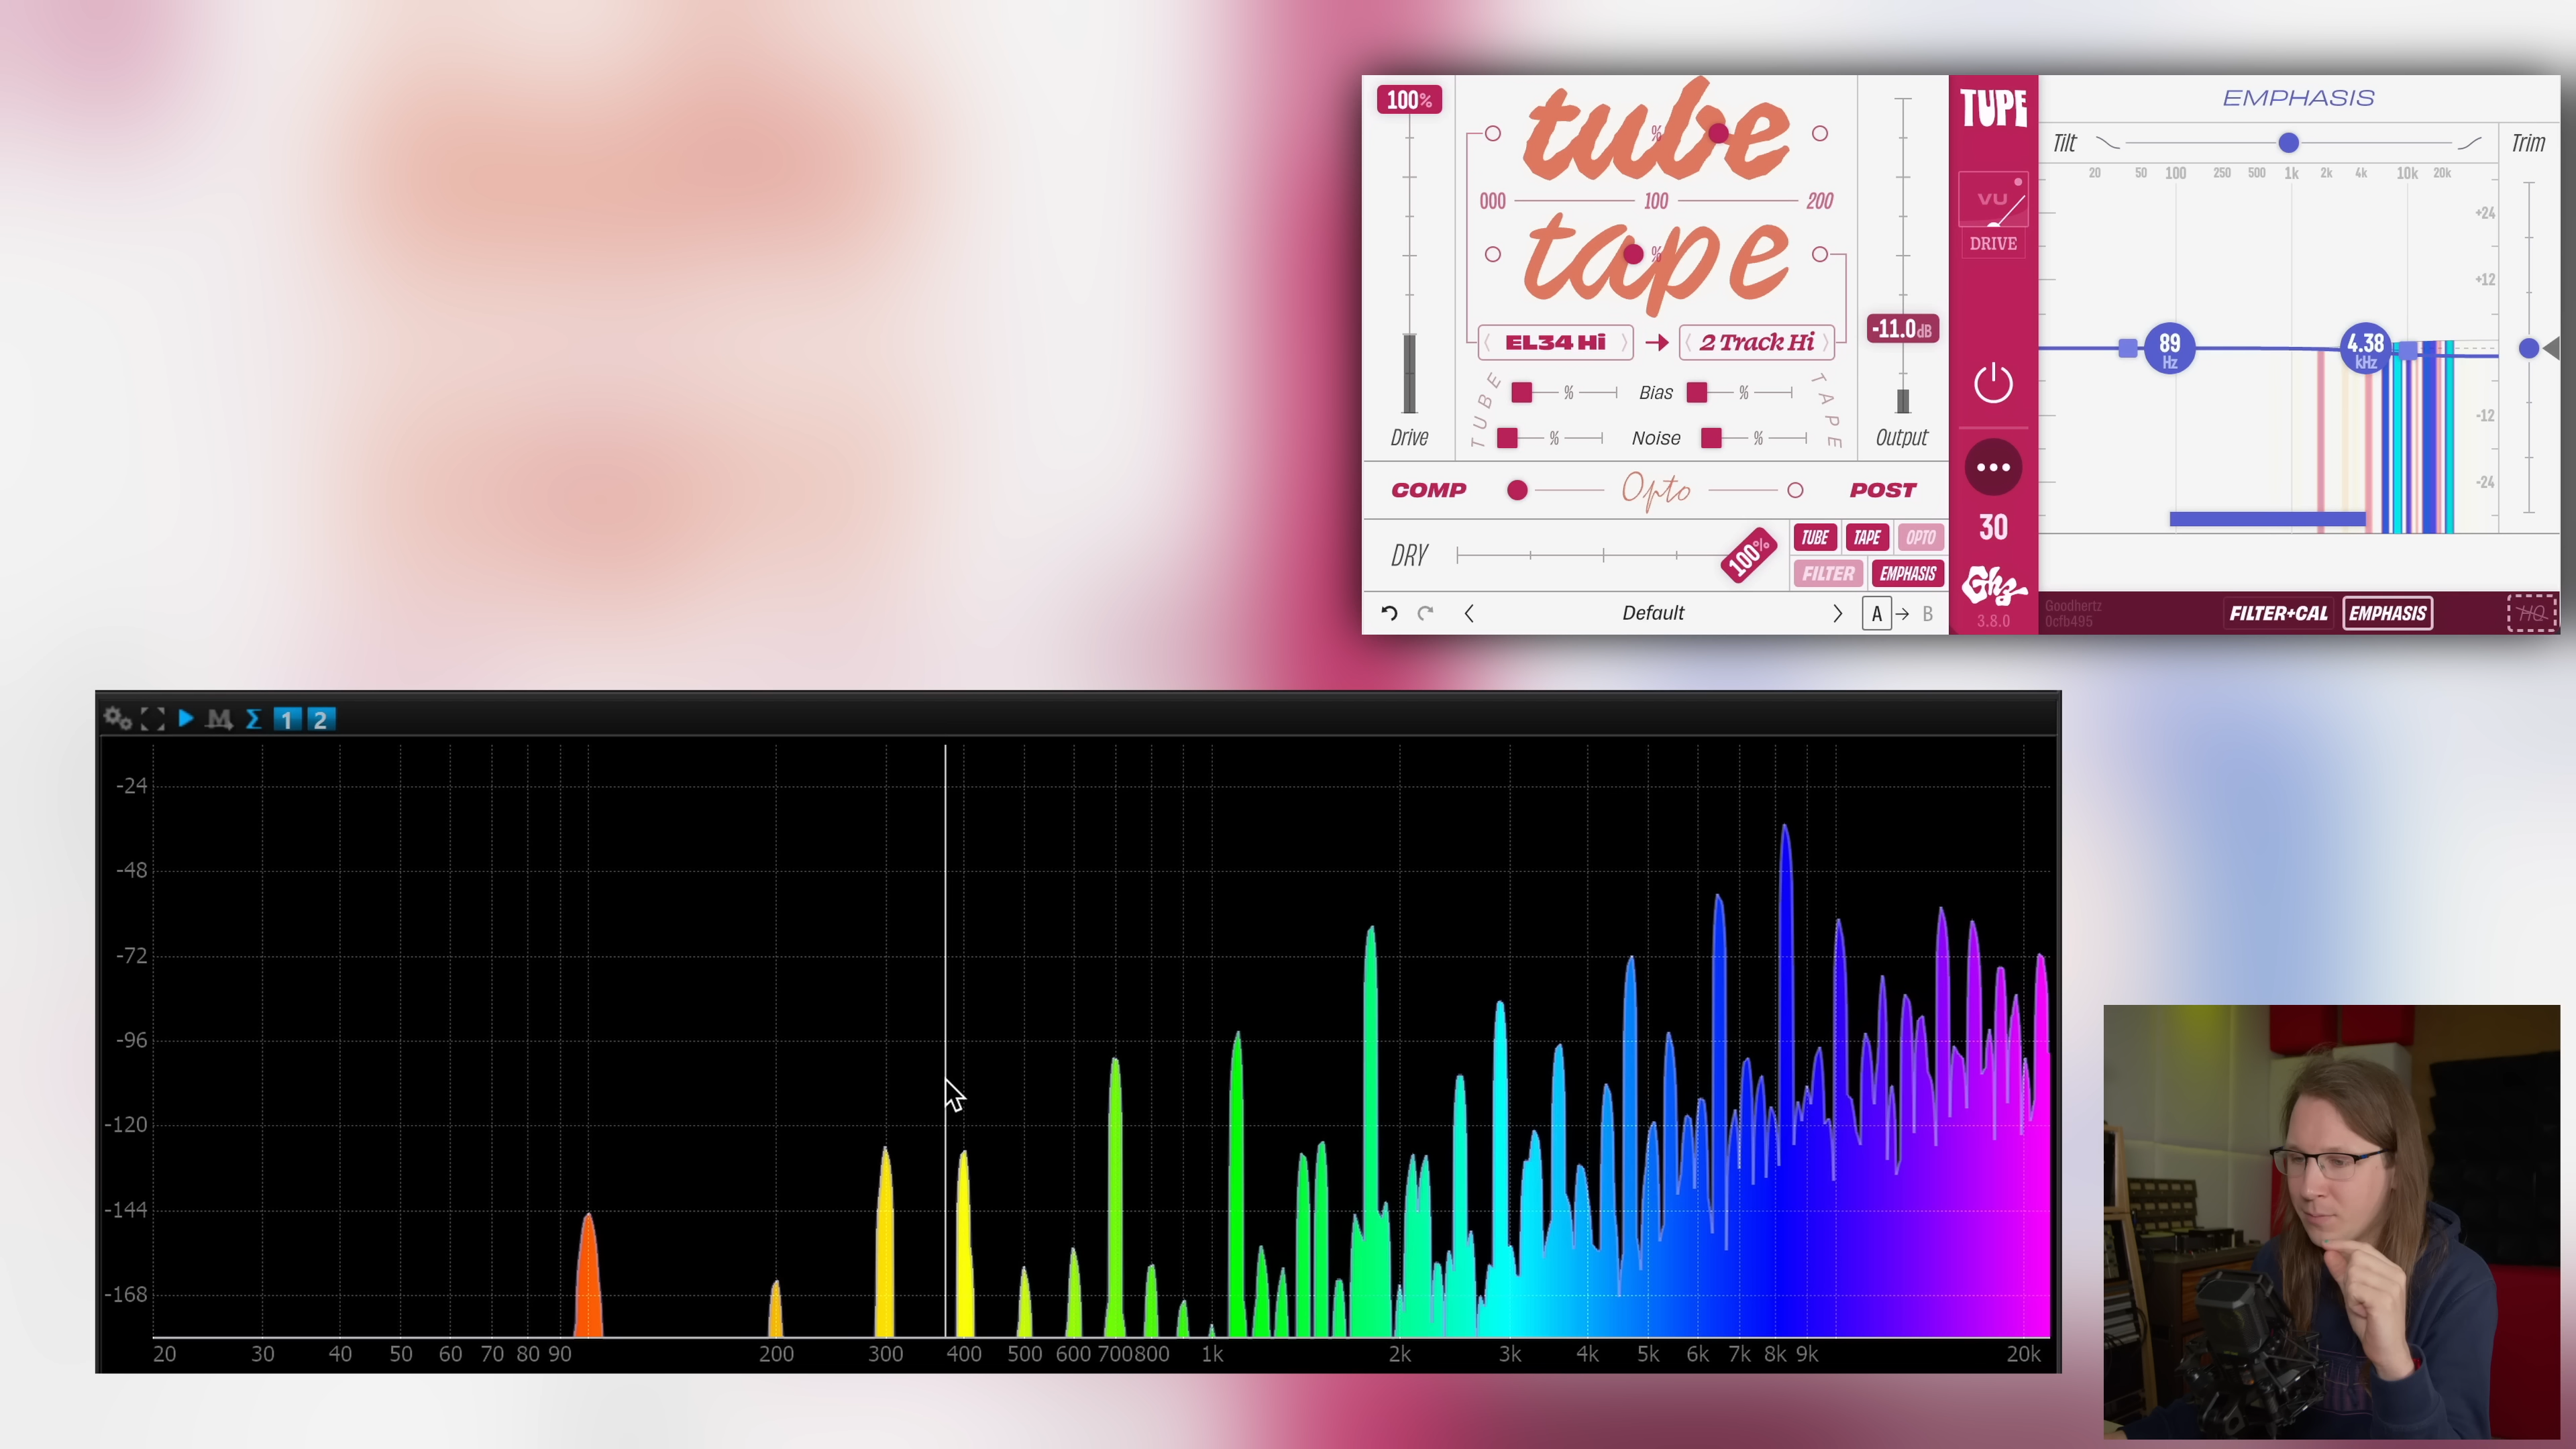 100%
tube
%
000 100 200
tape
%
EL34 Hi → 2 Track Hi
-11.0dB
TUBE % Bias % TAPE
% Noise %
Drive
Output
COMP Opto POST
DRY 100%
TUBE TAPE OPTO
FILTER EMPHASIS
Default
A → B
TUPE
VU
DRIVE
30
Ghz
3.8.0
EMPHASIS
Tilt Trim
20 50 100 250 500 1k 2k 4k 10k 20k
+24
+12
89 Hz
4.38 kHz
-12
-24
Goodhertz
0cfb495
FILTER+CAL EMPHASIS HQ
M Σ 1 2
-24
-48
-72
-96
-120
-144
-168
20 30 40 50 60 70 80 90 200 300 400 500 600 700 800 1k 2k 3k 4k 5k 6k 7k 8k 9k 20k